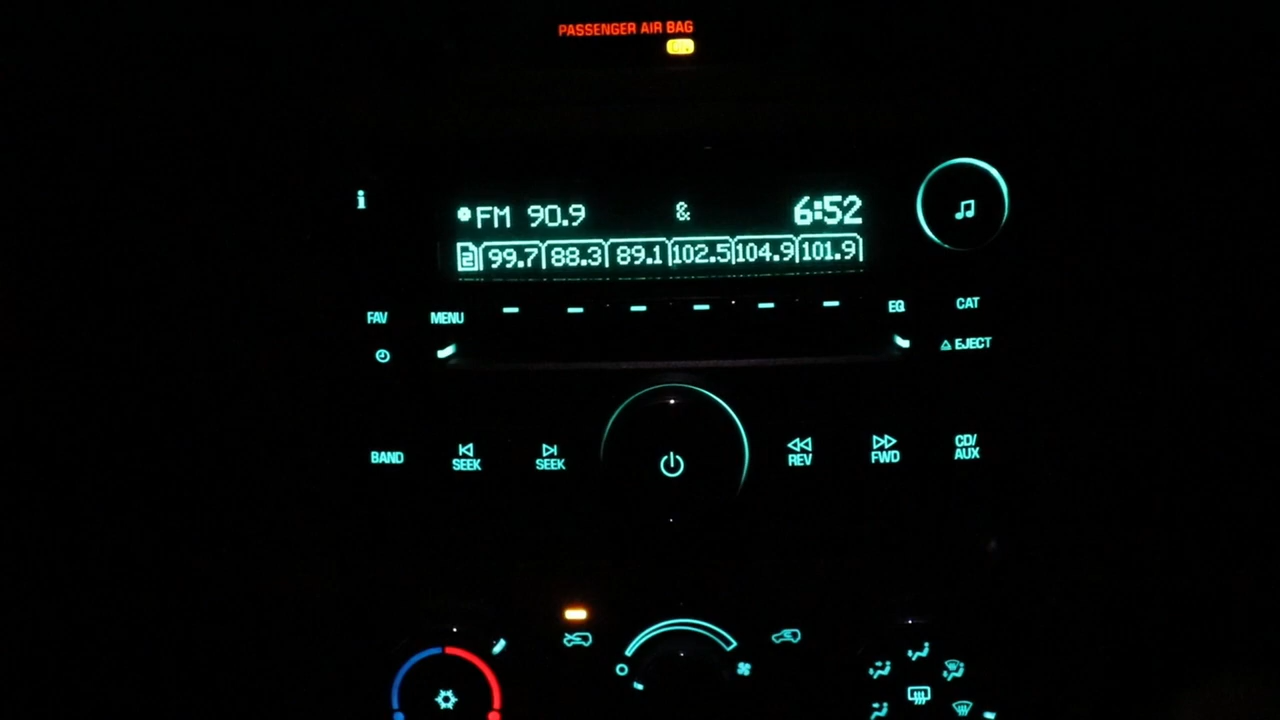 PASSENGER AIR BAG
i
FM 90.9 & 6:52
2 99.7 88.3 89.1 102.5 104.9 101.9
FAV MENU EQ CAT
EJECT
BAND SEEK SEEK REV FWD CD/
AUX